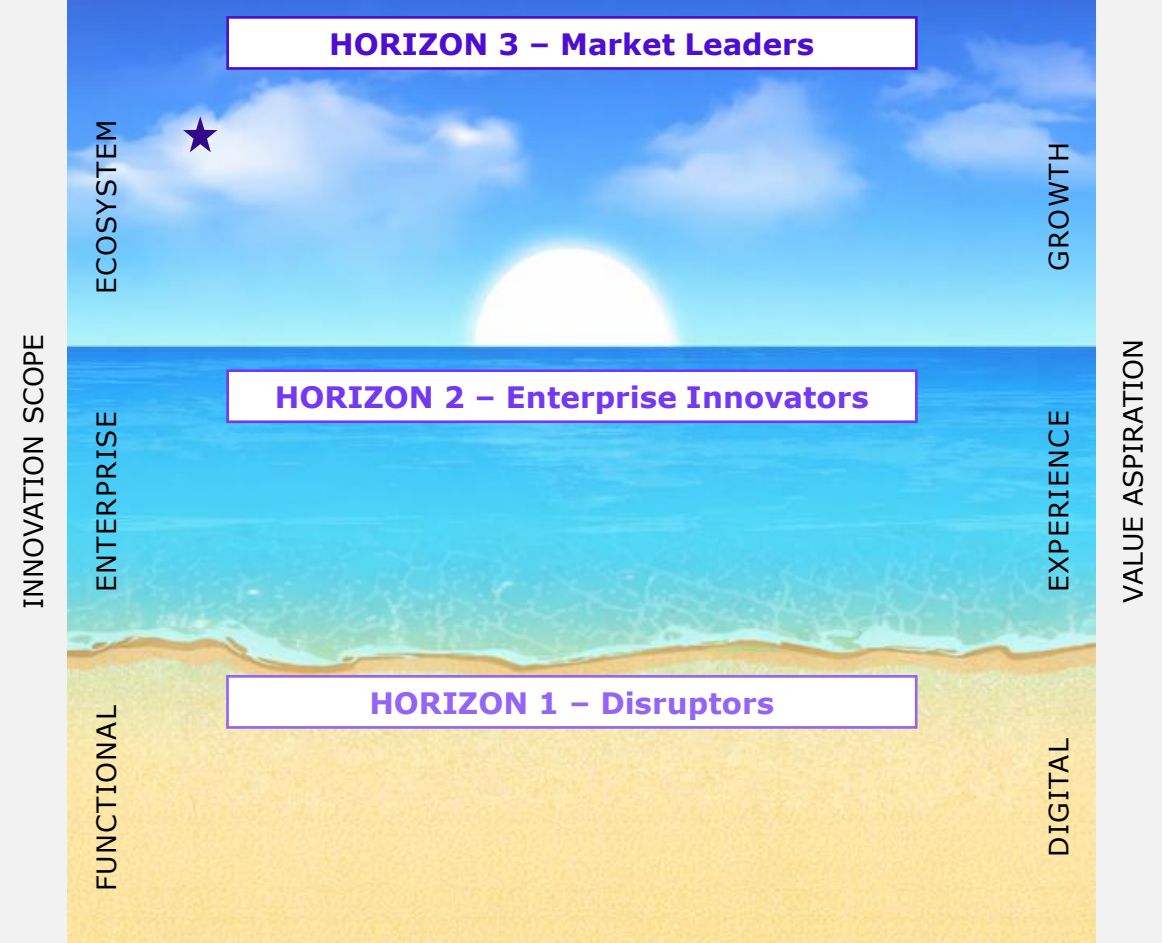 HORIZON 3 – Market Leaders
ECOSYSTEM
GROWTH
INNOVATION SCOPE
VALUE ASPIRATION
HORIZON 2 – Enterprise Innovators
ENTERPRISE
EXPERIENCE
HORIZON 1 – Disruptors
FUNCTIONAL
DIGITAL